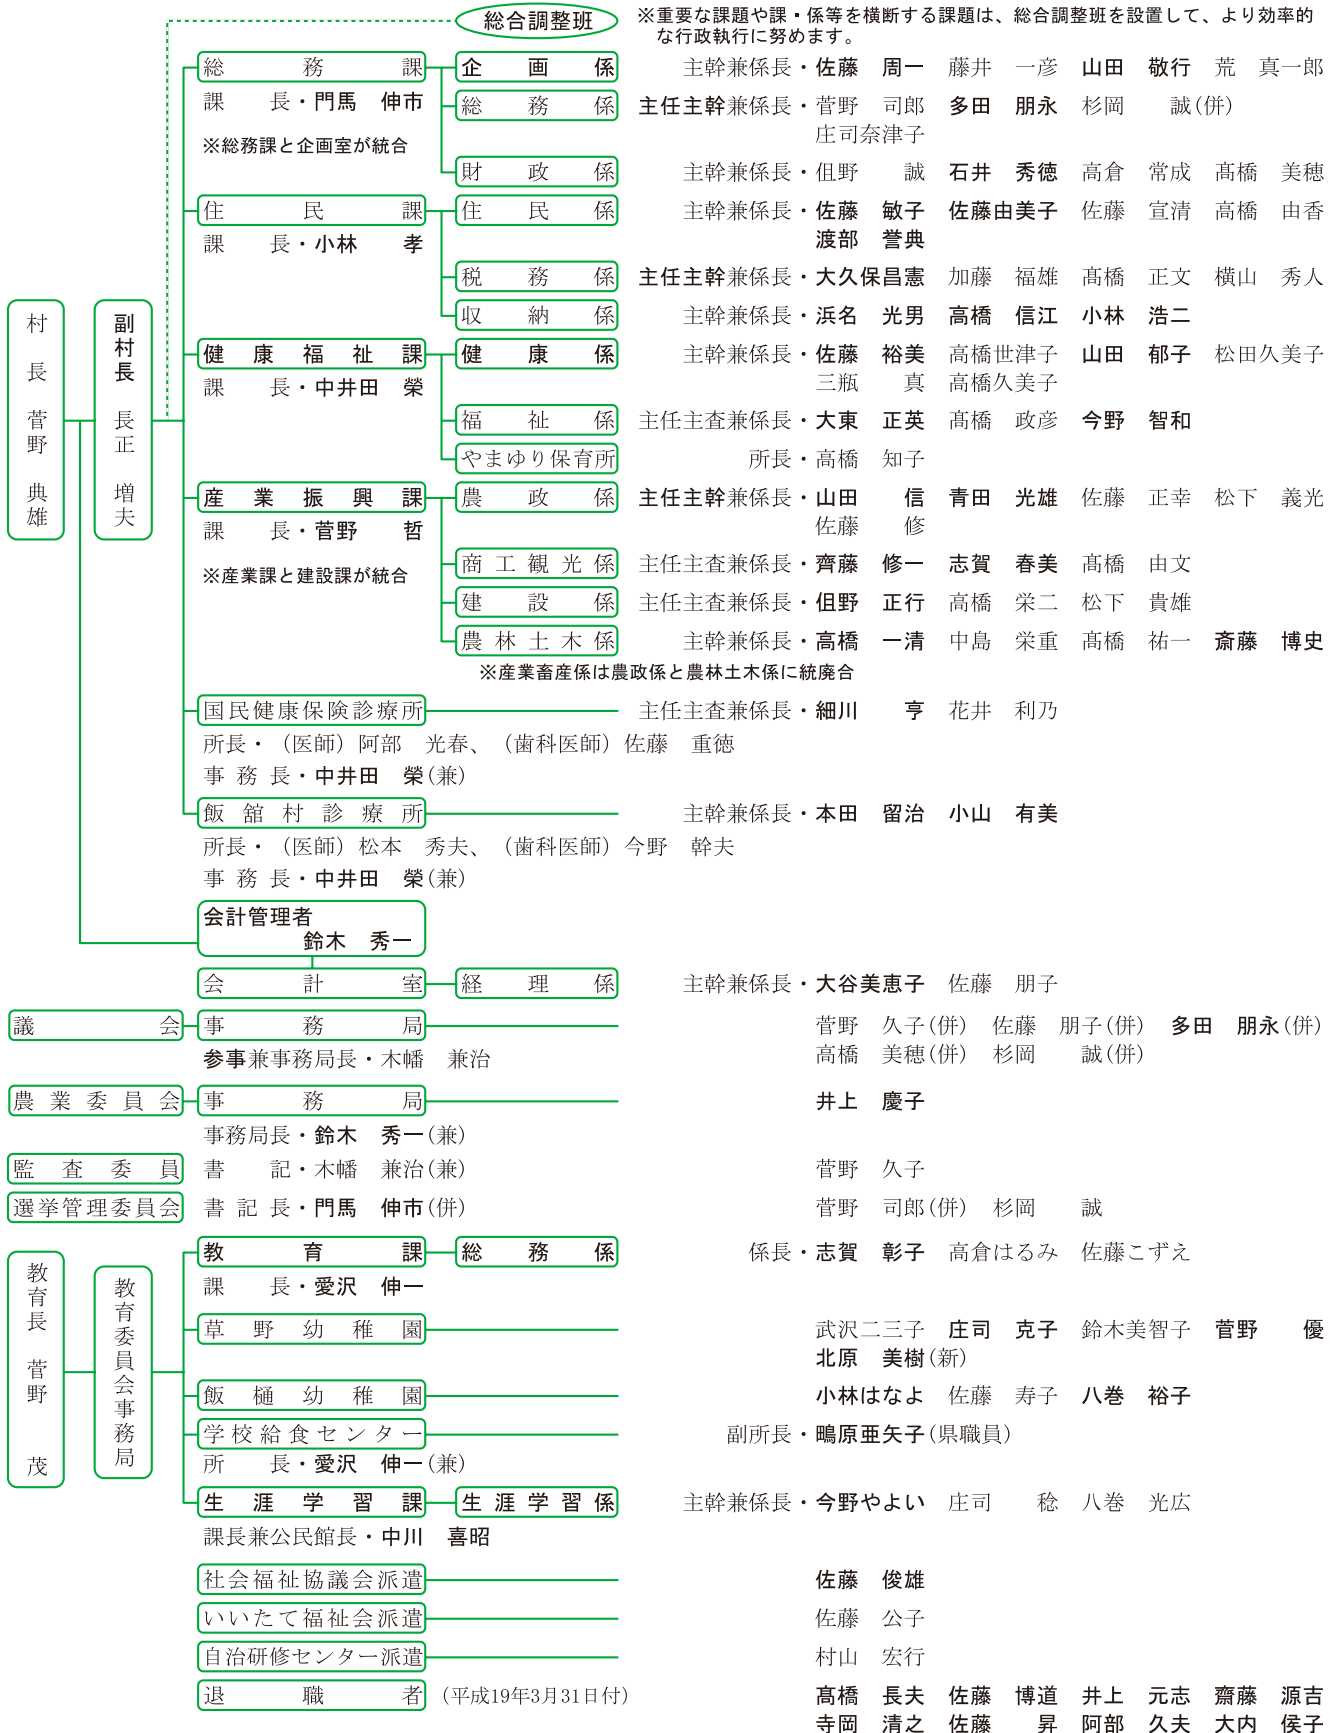 総合調整班 ※重要な課題や課・係等を横断する課題は、総合調整班を設置して、より効率的
な行政執行に努めます。
村長 菅野 典雄
副村長 長正 増夫
総務課 企画係 主幹兼係長・佐藤 周一 藤井 一彦 山田 敬行 荒 真一郎
課 長・門馬 伸市 総務係 主任主幹兼係長・菅野 司郎 多田 朋永 杉岡 誠(併)
庄司奈津子
※総務課と企画室が統合
財政係 主幹兼係長・但野 誠 石井 秀徳 高倉 常成 髙橋 美穂
住民課 住民係 主幹兼係長・佐藤 敏子 佐藤由美子 佐藤 宣清 高橋 由香
課 長・小林 孝 渡部 誉典
税務係 主任主幹兼係長・大久保昌憲 加藤 福雄 髙橋 正文 横山 秀人
収納係 主幹兼係長・浜名 光男 高橋 信江 小林 浩二
健康福祉課 健康係 主幹兼係長・佐藤 裕美 高橋世津子 山田 郁子 松田久美子
課 長・中井田 榮 三瓶 真 高橋久美子
福祉係 主任主査兼係長・大東 正英 髙橋 政彦 今野 智和
やまゆり保育所 所長・高橋 知子
産業振興課 農政係 主任主幹兼係長・山田 信 青田 光雄 佐藤 正幸 松下 義光
課 長・菅野 哲 佐藤 修
※産業課と建設課が統合
商工観光係 主任主査兼係長・齊藤 修一 志賀 春美 髙橋 由文
建設係 主任主査兼係長・但野 正行 高橋 栄二 松下 貴雄
農林土木係 主幹兼係長・高橋 一清 中島 栄重 髙橋 祐一 斎藤 博史
※産業畜産係は農政係と農林土木係に統廃合
国民健康保険診療所 主任主査兼係長・細川 亨 花井 利乃
所長・(医師)阿部 光春、(歯科医師)佐藤 重徳
事務長・中井田 榮(兼)
飯舘村診療所 主幹兼係長・本田 留治 小山 有美
所長・(医師)松本 秀夫、(歯科医師)今野 幹夫
事務長・中井田 榮(兼)
会計管理者
鈴木 秀一
会計室 経理係 主幹兼係長・大谷美恵子 佐藤 朋子
議会 事務局 菅野 久子(併) 佐藤 朋子(併) 多田 朋永(併)
参事兼事務局長・木幡 兼治 高橋 美穂(併) 杉岡 誠(併)
農業委員会 事務局 井上 慶子
事務局長・鈴木 秀一(兼)
監査委員 書 記・木幡 兼治(兼) 菅野 久子
選挙管理委員会 書記長・門馬 伸市(併) 菅野 司郎(併) 杉岡 誠
教育長 菅野 茂
教育委員会事務局
教育課 総務係 係長・志賀 彰子 高倉はるみ 佐藤こずえ
課 長・愛沢 伸一
草野幼稚園 武沢二三子 庄司 克子 鈴木美智子 菅野 優
北原 美樹(新)
飯樋幼稚園 小林はなよ 佐藤 寿子 八巻 裕子
学校給食センター 副所長・鴫原亜矢子(県職員)
所 長・愛沢 伸一(兼)
生涯学習課 生涯学習係 主幹兼係長・今野やよい 庄司 稔 八巻 光広
課長兼公民館長・中川 喜昭
社会福祉協議会派遣 佐藤 俊雄
いいたて福祉会派遣 佐藤 公子
自治研修センター派遣 村山 宏行
退職者 (平成19年3月31日付) 髙橋 長夫 佐藤 博道 井上 元志 齋藤 源吉
寺岡 清之 佐藤 昇 阿部 久夫 大内 俟子